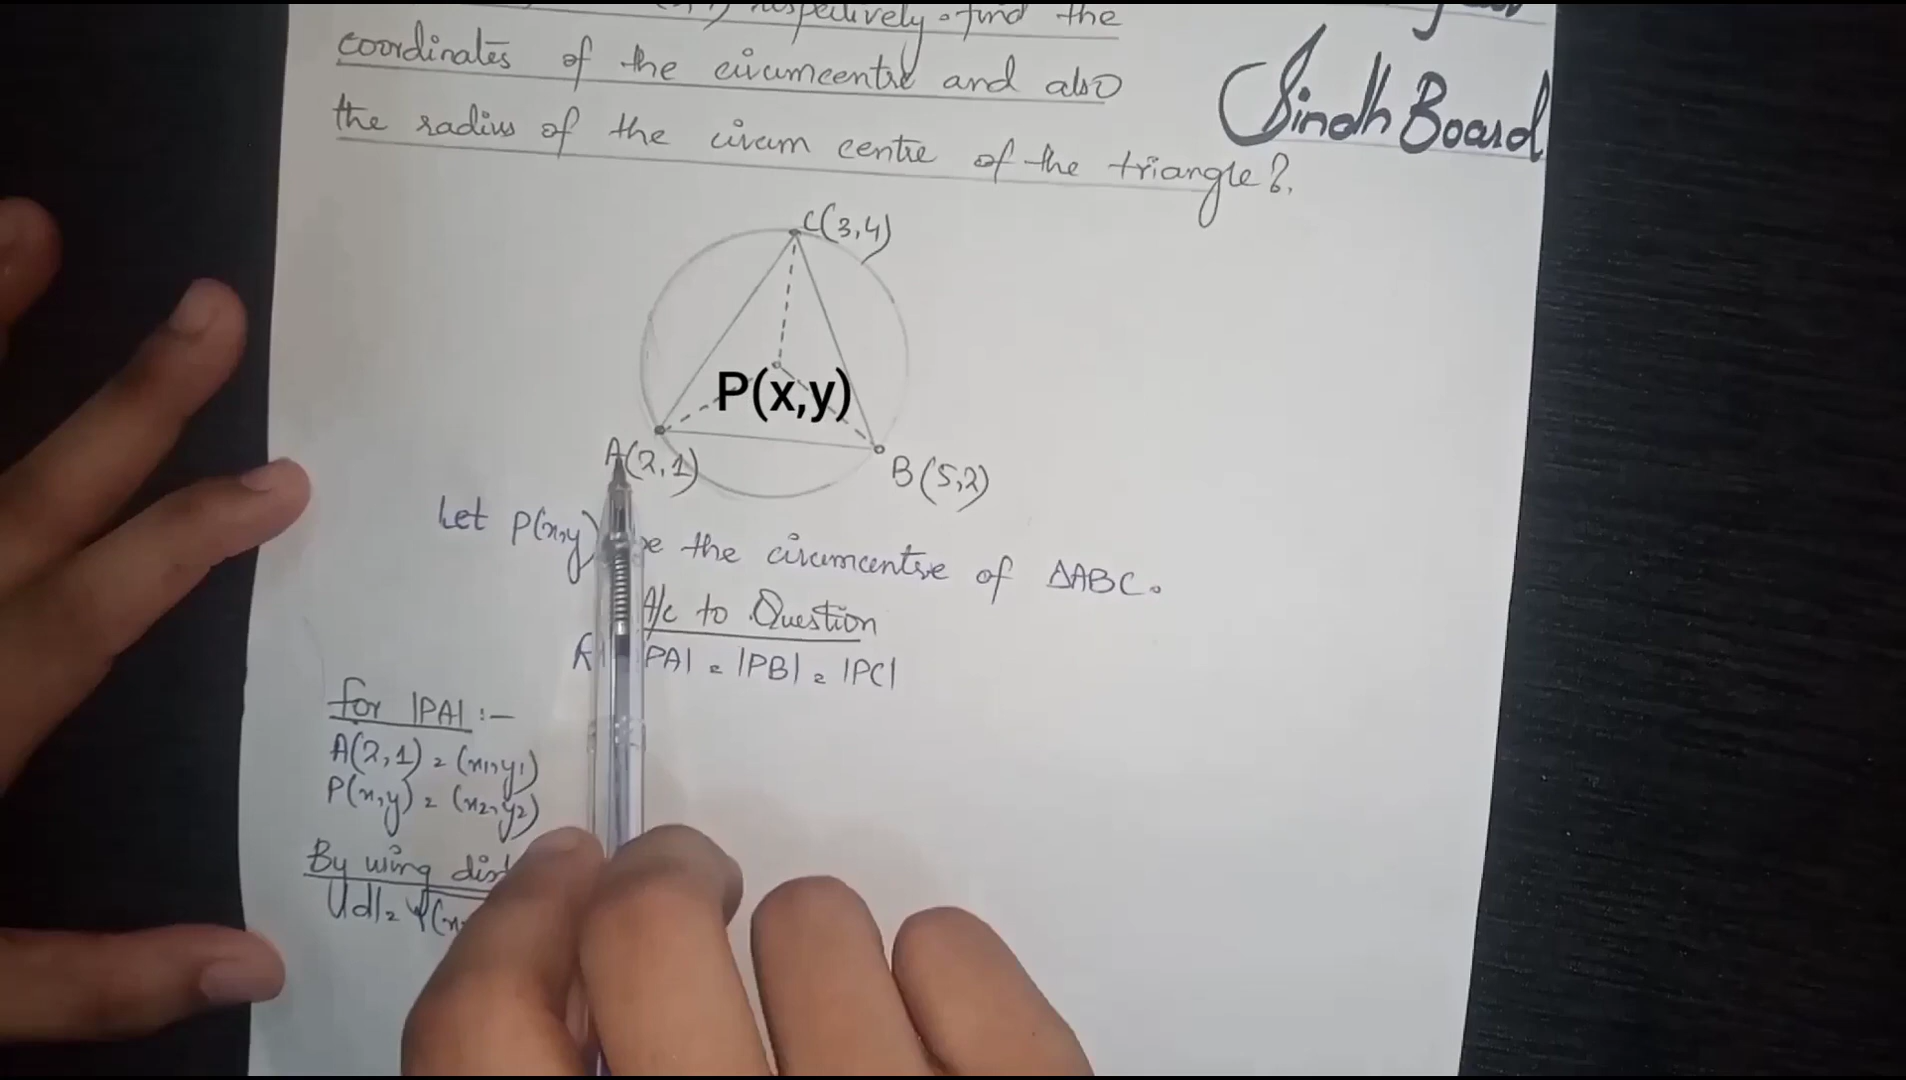 respectively. find the
coordinates of the circumcentre and also
the radius of the circum centre of the triangle?.
Sindh Board
C(3,4)
P(x,y)
A(2,1)
B(5,2)
Let P(x,y) be the circumcentre of ΔABC.
A/c to Question
|PA| = |PB| = |PC|
for |PA| :-
A(2,1) = (x1,y1)
P(x,y) = (x2,y2)
By using
|d| =